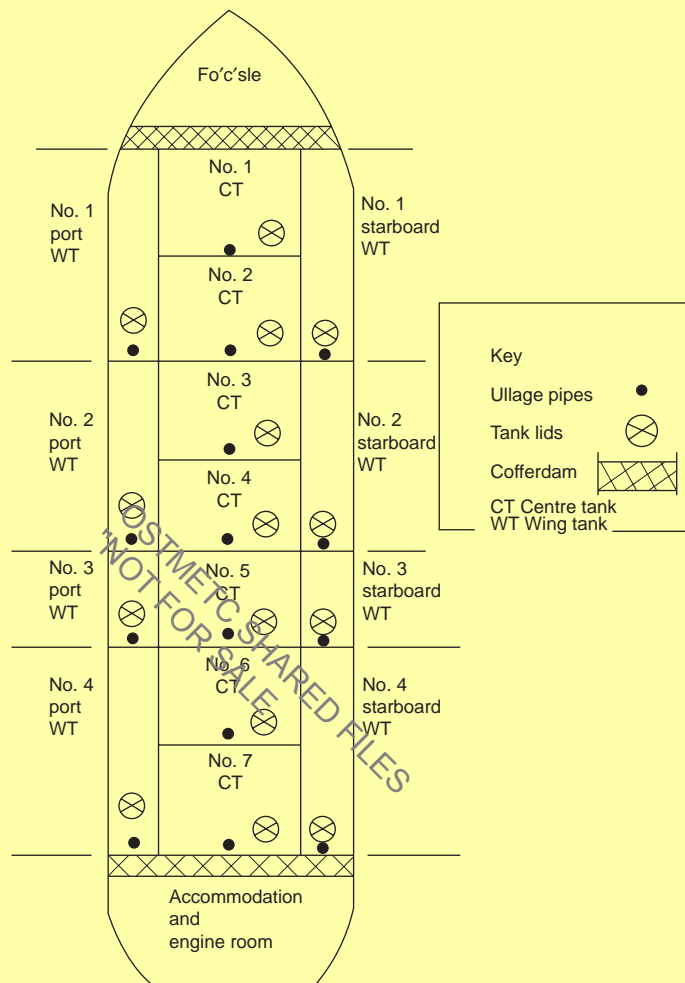 Fo′c′sle
No. 1
CT
No. 1
port
WT
No. 1
starboard
WT
No. 2
CT
No. 3
CT
No. 2
port
WT
No. 2
starboard
WT
No. 4
CT
No. 3
port
WT
No. 5
CT
No. 3
starboard
WT
No. 6
CT
No. 4
port
WT
No. 4
starboard
WT
No. 7
CT
Accommodation
and
engine room
Key
Ullage pipes
Tank lids
Cofferdam
CT Centre tank
WT Wing tank
OSTMETC SHARED FILES
"NOT FOR SALE